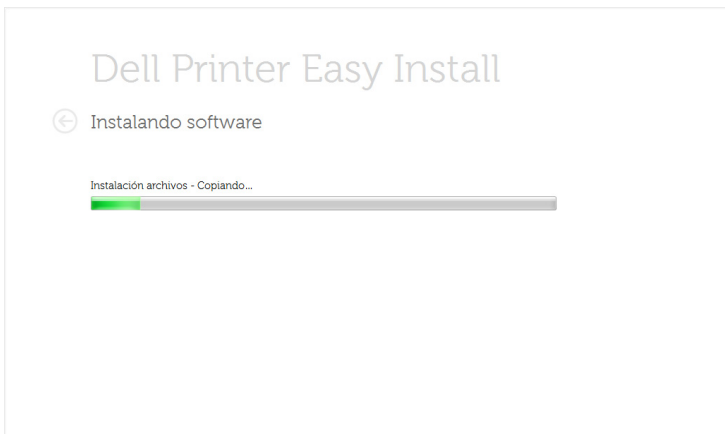 Dell Printer Easy Install
Instalando software
Instalación archivos - Copiando...